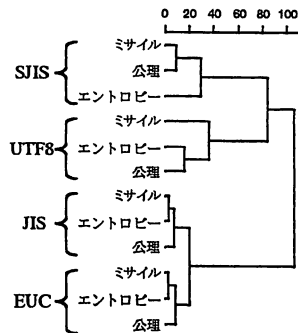 0 20 40 60 80 100
ミサイル
SJIS
公理
エントロピー
ミサイル
UTF8
エントロピー
公理
ミサイル
JIS
エントロピー
公理
ミサイル
EUC
エントロピー
公理